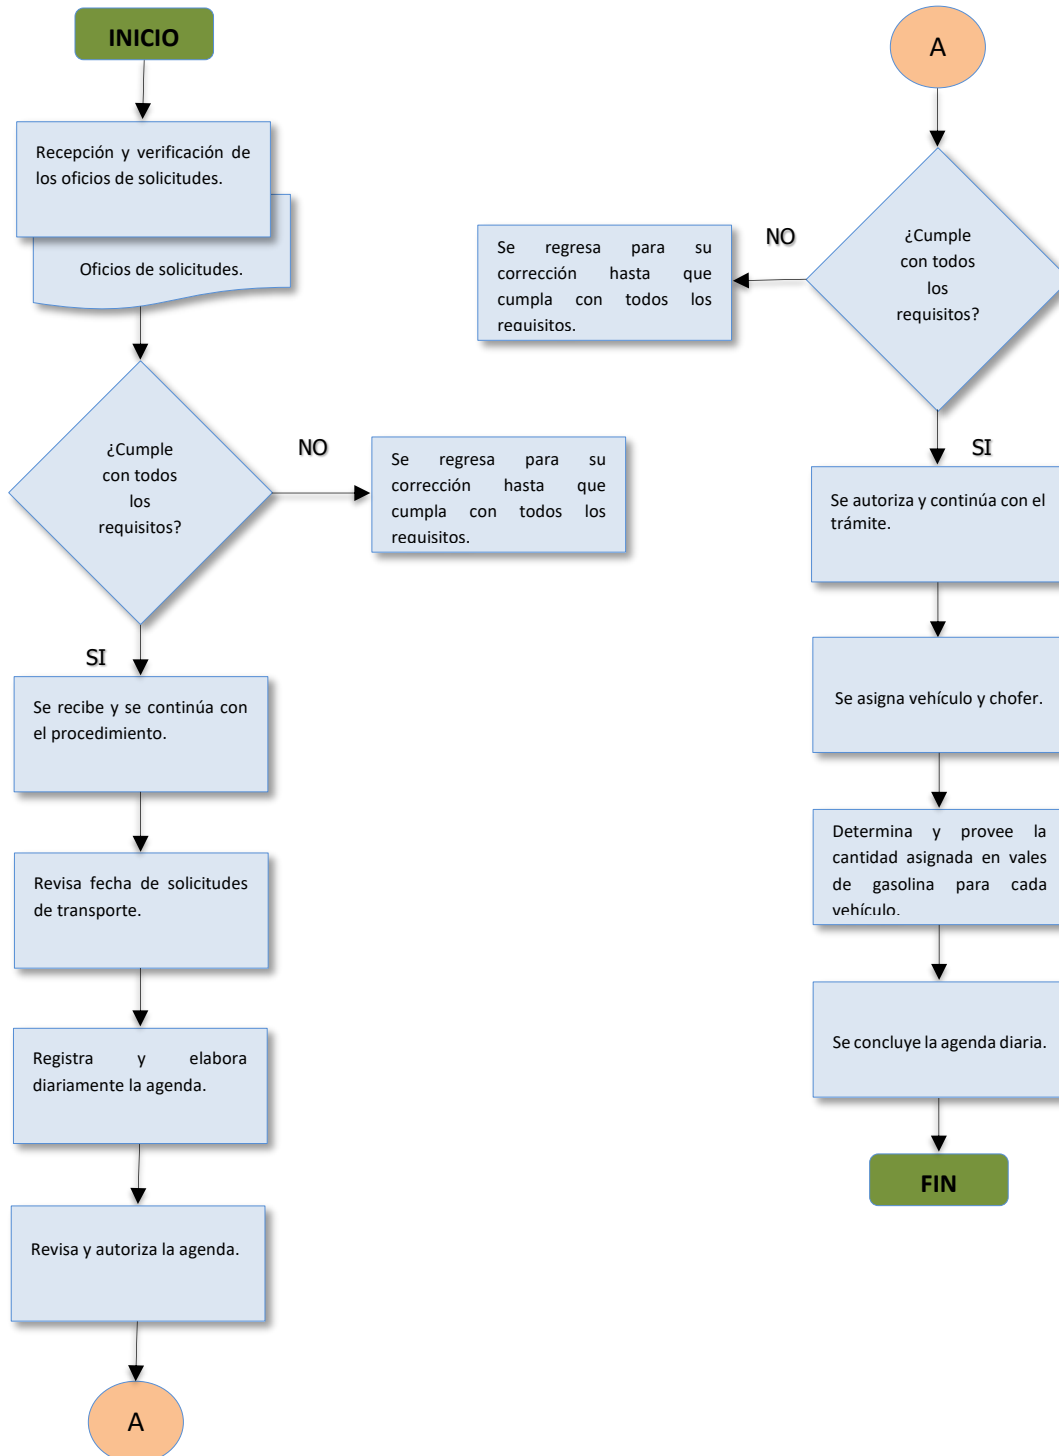 INICIO
Recepción y verificación de
los oficios de solicitudes.
Oficios de solicitudes.
¿Cumple
con todos
los
requisitos?
NO
Se regresa para su
corrección hasta que
cumpla con todos los
requisitos.
SI
Se recibe y se continúa con
el procedimiento.
Revisa fecha de solicitudes
de transporte.
Registra y elabora
diariamente la agenda.
Revisa y autoriza la agenda.
A
A
¿Cumple
con todos
los
requisitos?
NO
Se regresa para su
corrección hasta que
cumpla con todos los
requisitos.
SI
Se autoriza y continúa con el
trámite.
Se asigna vehículo y chofer.
Determina y provee la
cantidad asignada en vales
de gasolina para cada
vehículo.
Se concluye la agenda diaria.
FIN